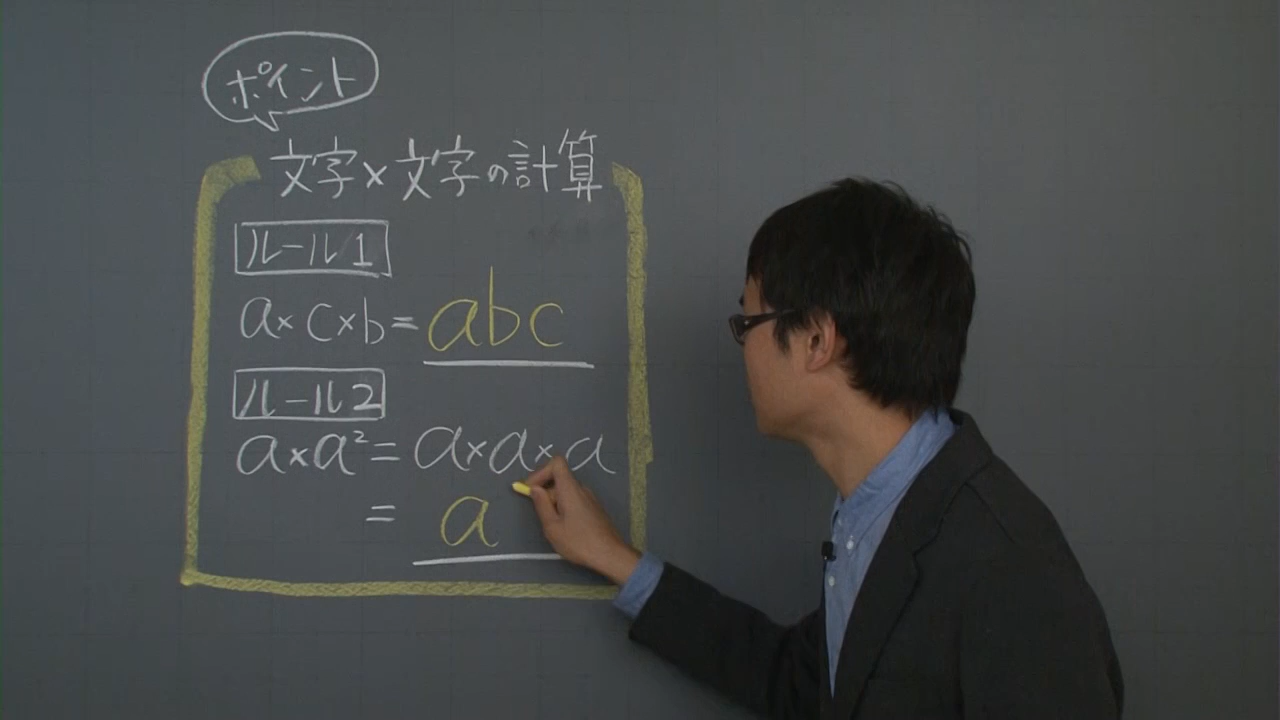 ポイント
文字×文字の計算
ルール1
a×c×b=abc
ルール2
a×a²=a×a×a
=a